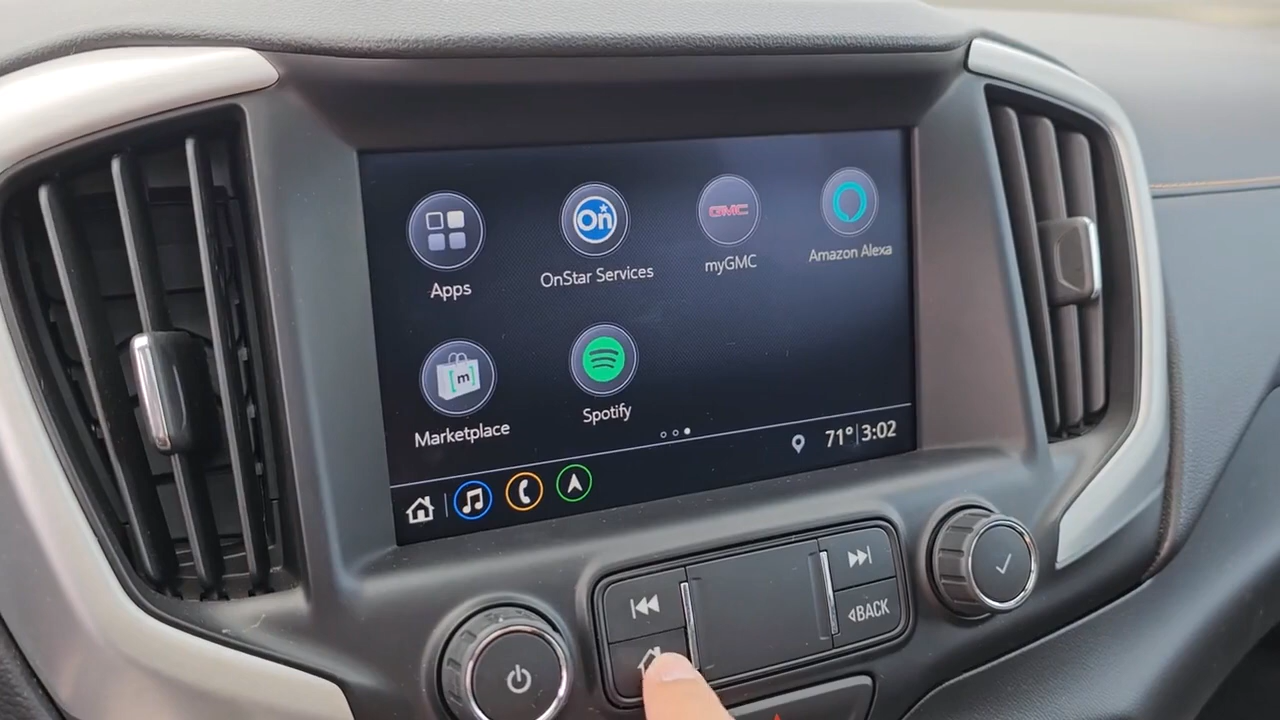 On
GMC
Apps
OnStar Services
myGMC
Amazon Alexa
[m]
Marketplace
Spotify
71° 3:02
BACK